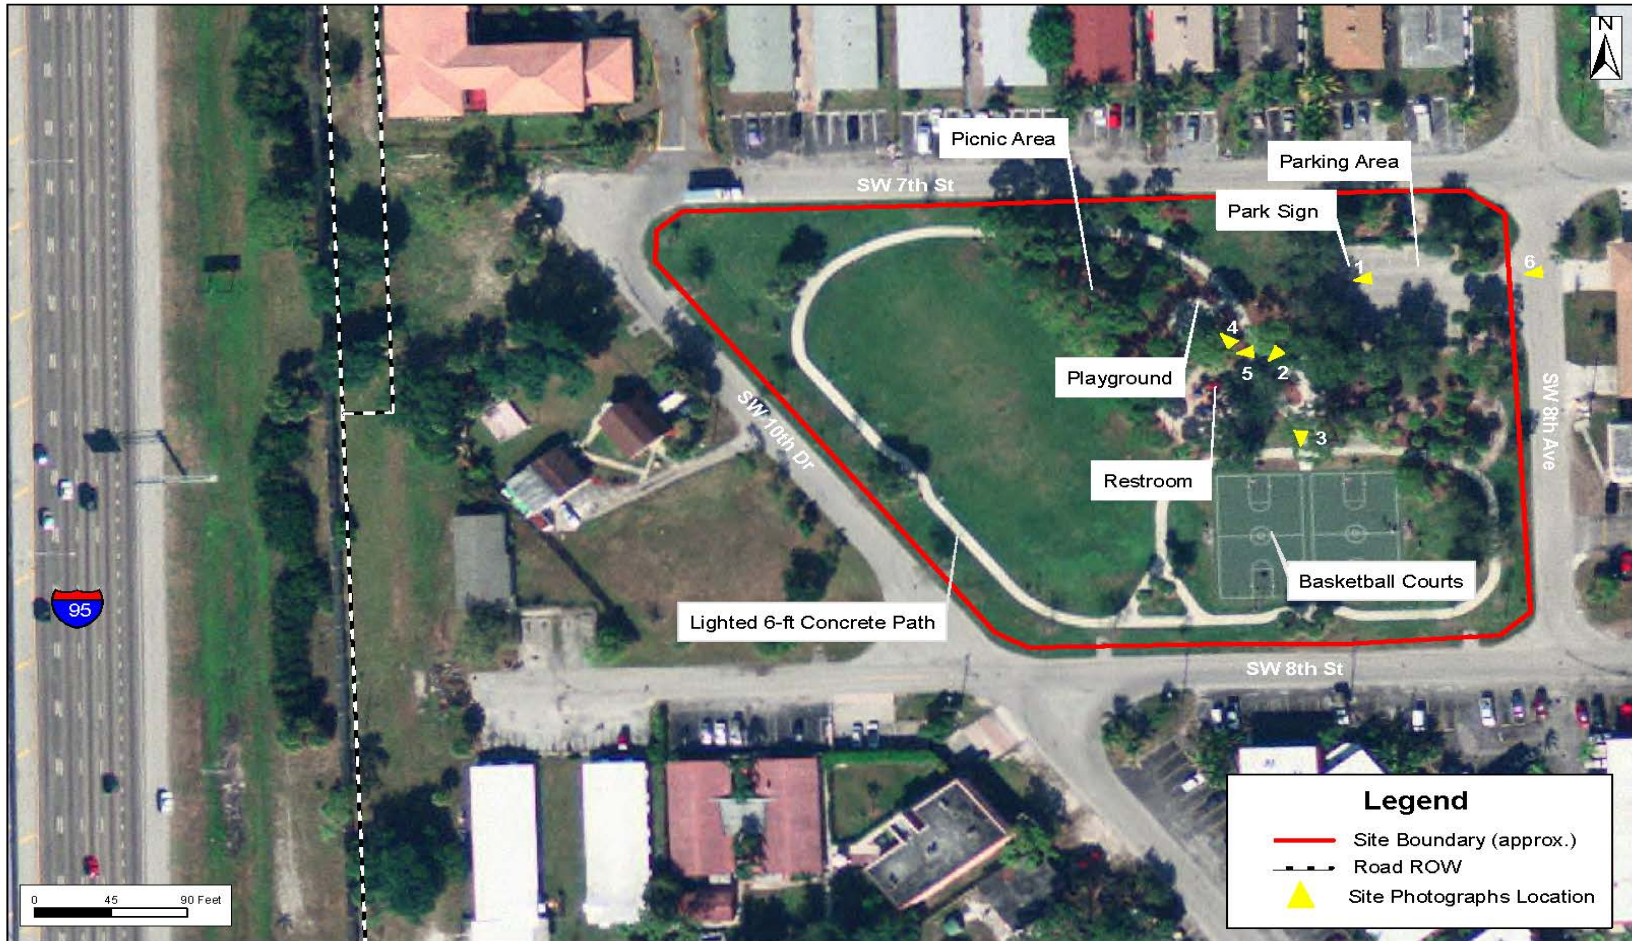 N
Picnic Area
Parking Area
SW 7th St
Park Sign
1
6
4
5
2
Playground
SW 8th Ave
SW 10th Dr
3
Restroom
Basketball Courts
95
Lighted 6-ft Concrete Path
SW 8th St
Legend
Site Boundary (approx.)
Road ROW
Site Photographs Location
0 45 90 Feet